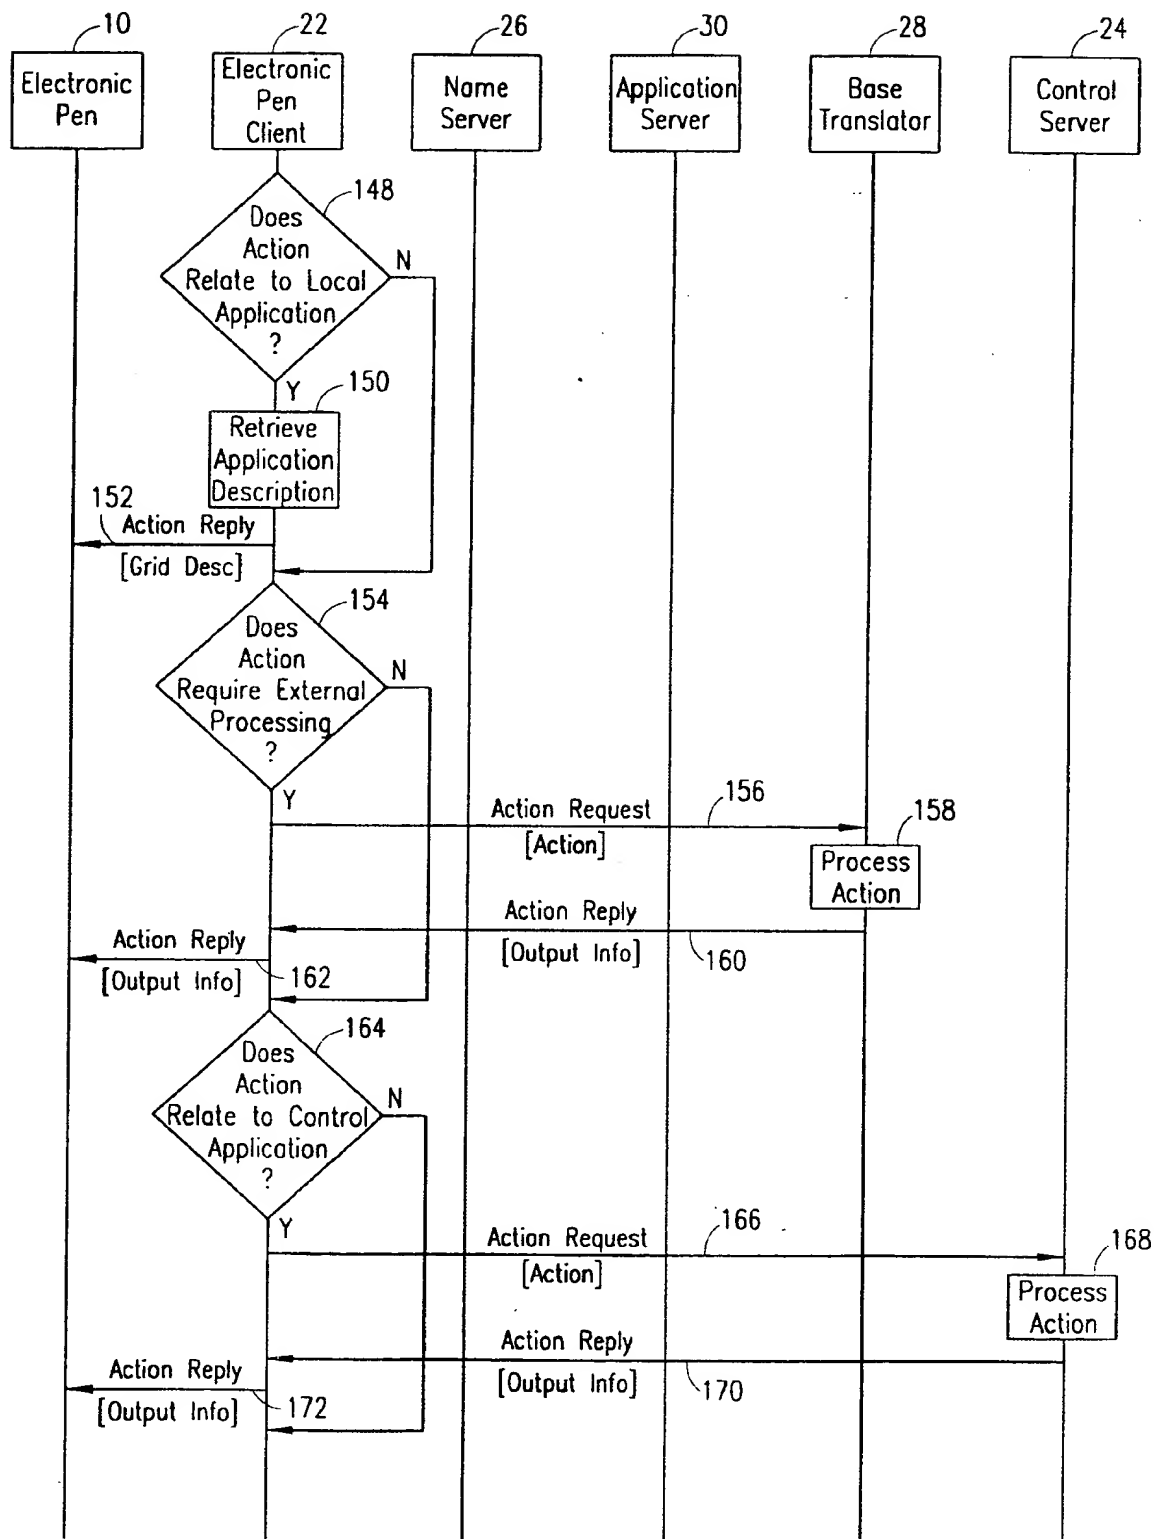 10
22
26
30
28
24
Electronic
Pen
Electronic
Pen
Client
Name
Server
Application
Server
Base
Translator
Control
Server
148
Does
Action
Relate to Local
Application
?
N
Y
150
Retrieve
Application
Description
152
Action Reply
[Grid Desc]
154
Does
Action
Require External
Processing
?
N
Y
Action Request
156
[Action]
158
Process
Action
Action Reply
[Output Info]
160
Action Reply
[Output Info]
162
164
Does
Action
Relate to Control
Application
?
N
Y
Action Request
166
[Action]
168
Process
Action
Action Reply
[Output Info]
170
Action Reply
[Output Info]
172